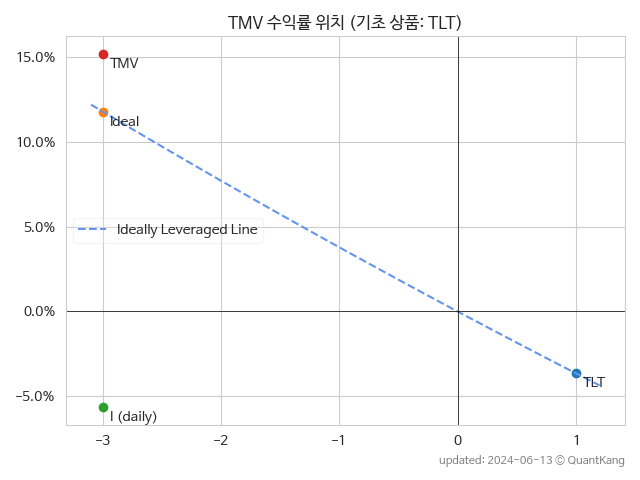 TMV 수익률 위치 (기초 상품: TLT)
15.0%
10.0%
5.0%
0.0%
−5.0%
TMV
Ideal
Ideally Leveraged Line
TLT
I (daily)
−3
−2
−1
0
1
updated: 2024-06-13 © QuantKang